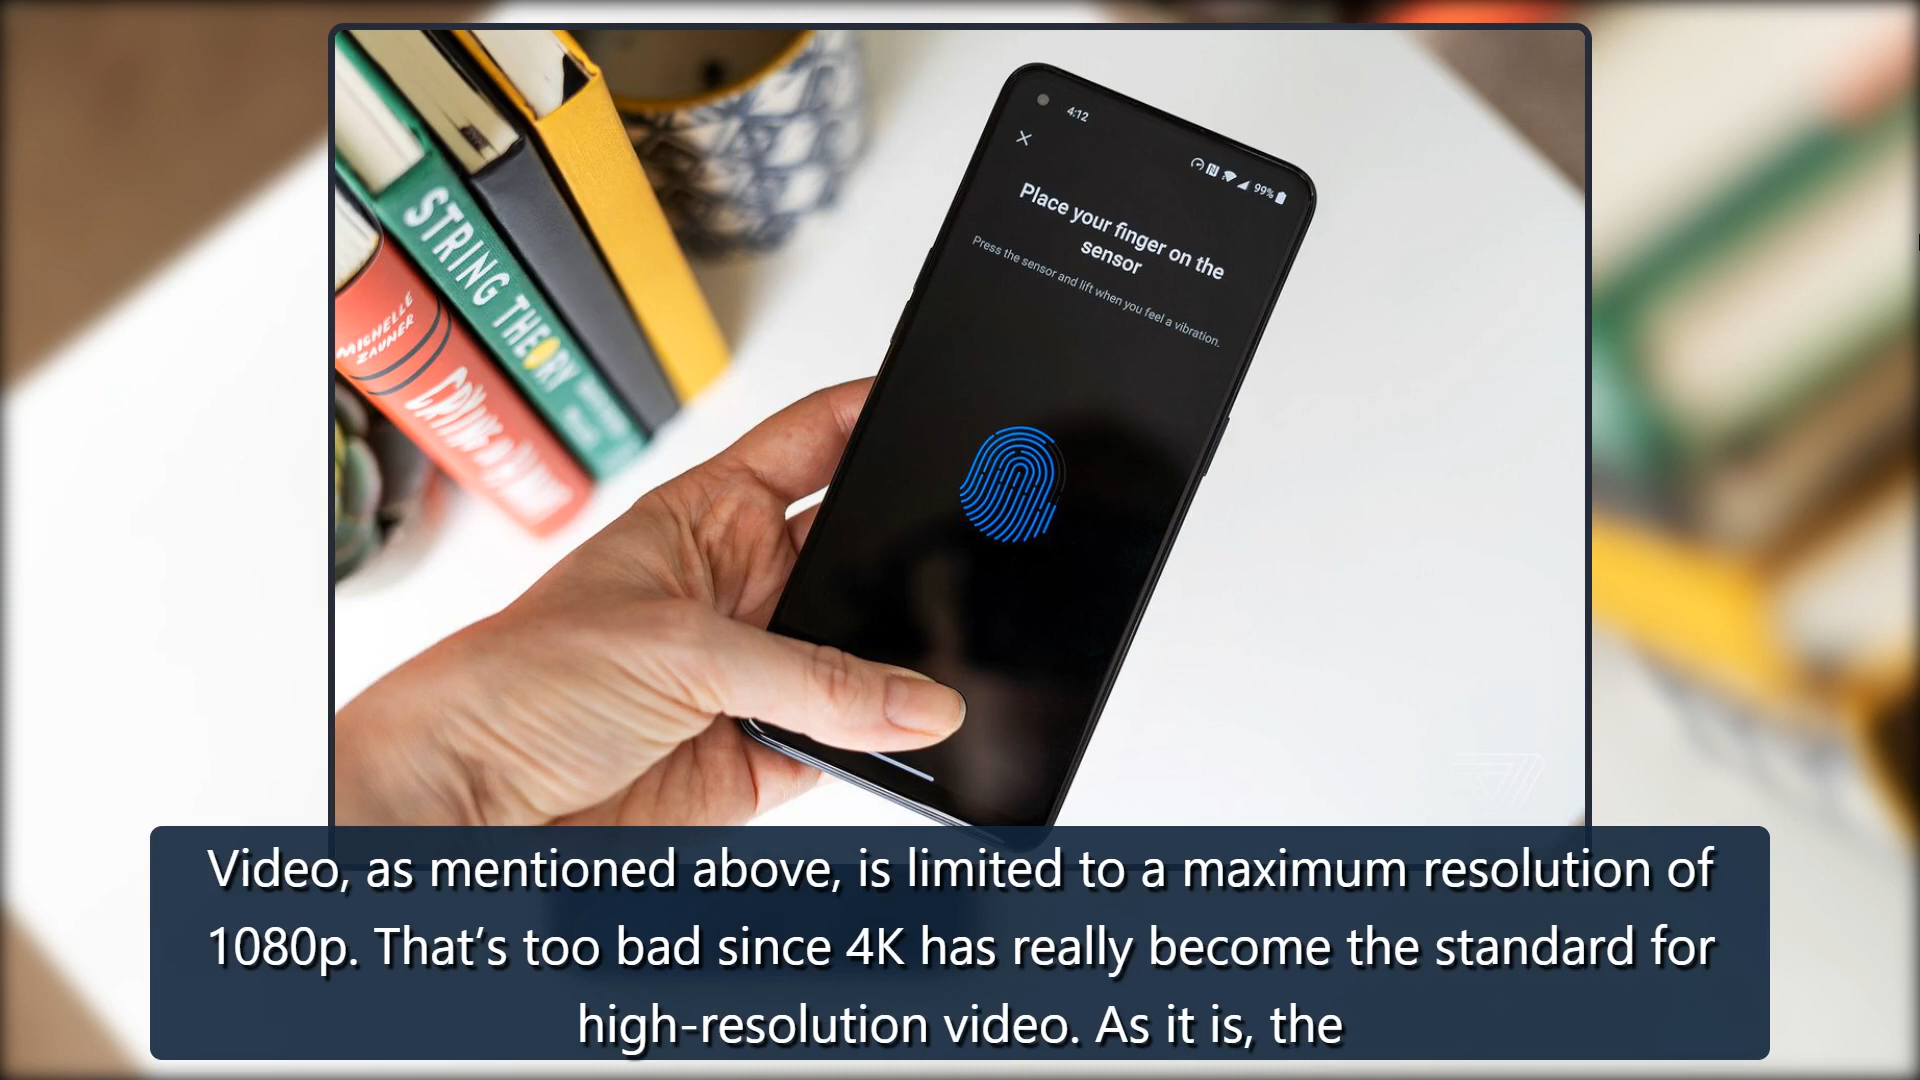 4:12
99%
Place your finger on the
sensor
Press the sensor and lift when you feel a vibration.
STRING THEORY
MICHELLE
ZAUNER
CRYING
Video, as mentioned above, is limited to a maximum resolution of
1080p. That’s too bad since 4K has really become the standard for
high-resolution video. As it is, the